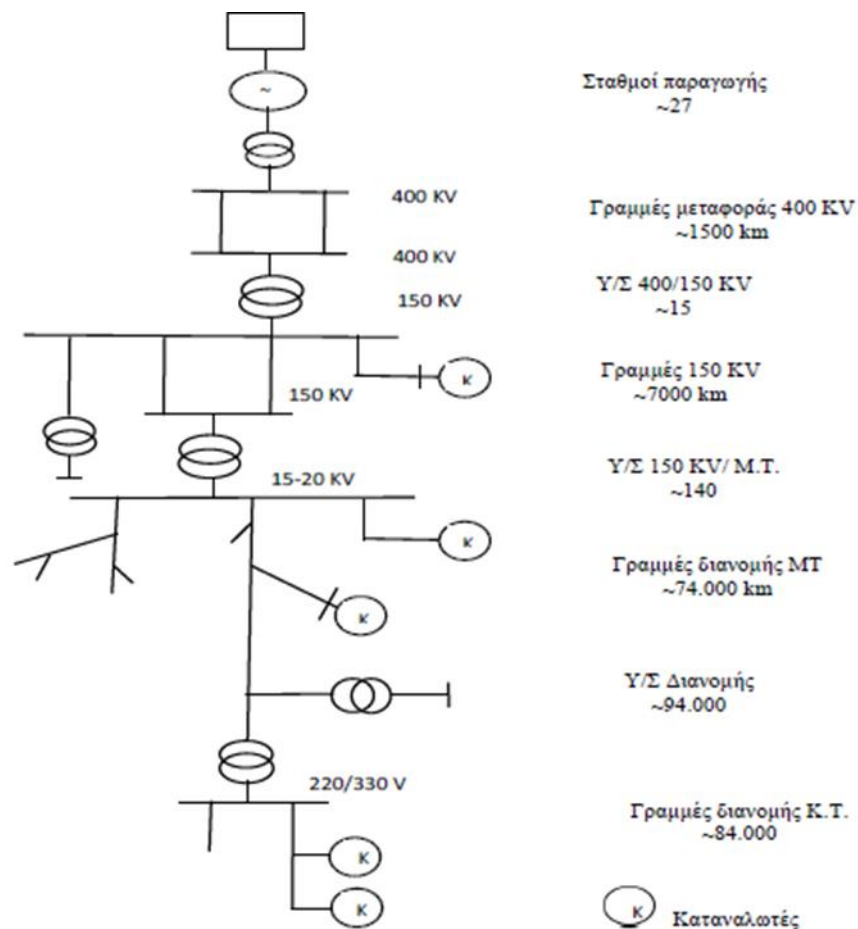 ~
Σταθμοί παραγωγής
~27
400 KV
Γραμμές μεταφοράς 400 KV
~1500 km
400 KV
Υ/Σ 400/150 KV
150 KV
~15
Γραμμές 150 KV
κ
~7000 km
150 KV
Υ/Σ 150 KV/ Μ.Τ.
15-20 KV
~140
κ
Γραμμές διανομής ΜΤ
~74.000 km
κ
Υ/Σ Διανομής
~94.000
220/330 V
Γραμμές διανομής Κ.Τ.
~84.000
Κ
Κ
Κ Καταναλωτές